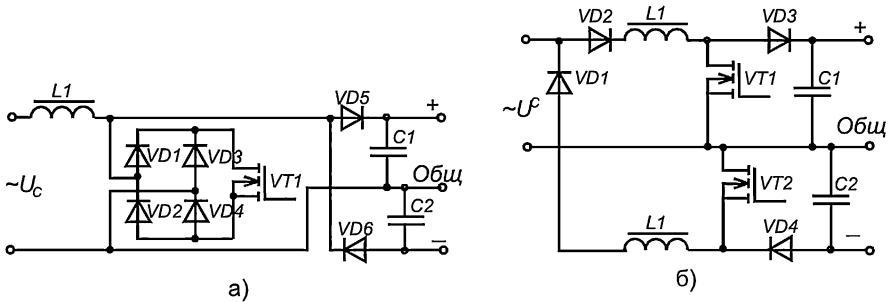 L1
VD5
+
VD1
VD3
C1
VT1
Общ
~Uc
VD2
VD4
C2
VD6
–
а)
VD2
L1
VD3
+
VD1
VT1
C1
~Uc
Общ
VT2
C2
L1
VD4
–
б)